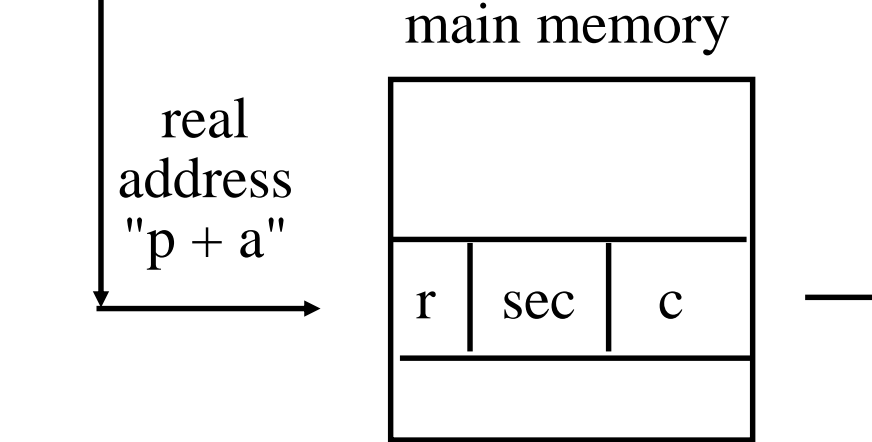 main memory
real
address
"p + a"
r sec c